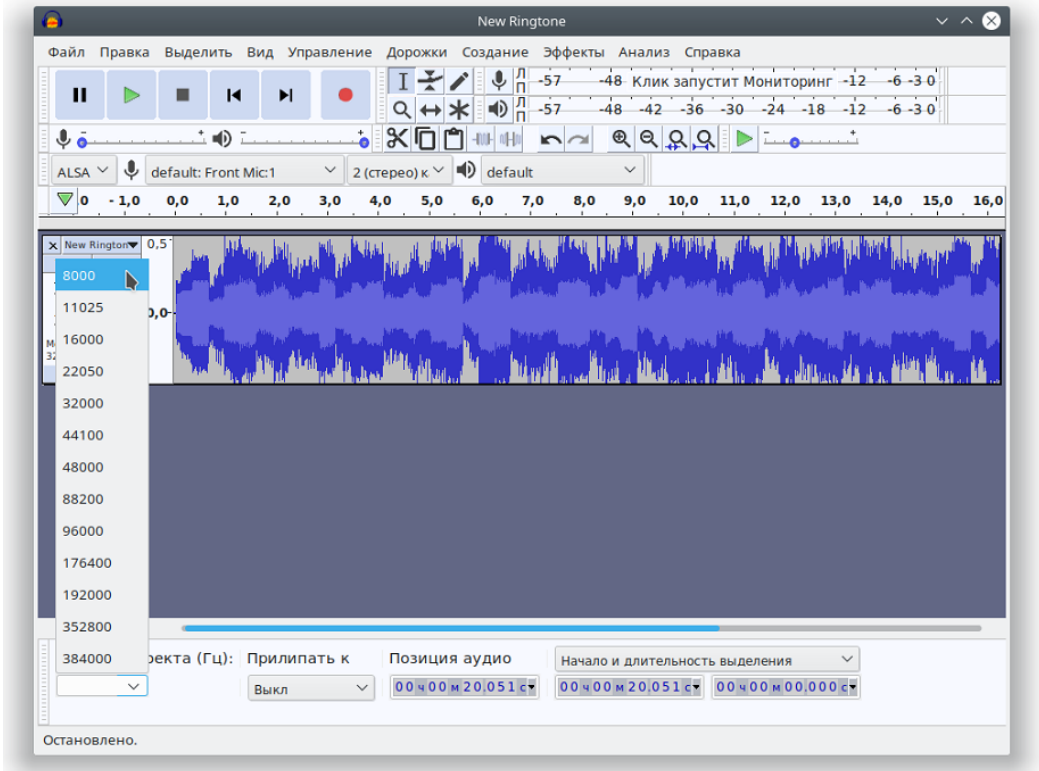 New Ringtone
Файл Правка Выделить Вид Управление Дорожки Создание Эффекты Анализ Справка
Л П -57 -48 Клик запустит Мониторинг -12 -6 -3 0
Л П -57 -48 -42 -36 -30 -24 -18 -12 -6 -3 0
ALSA default: Front Mic:1 2 (стерео) к default
- 1,0 0,0 1,0 2,0 3,0 4,0 5,0 6,0 7,0 8,0 9,0 10,0 11,0 12,0 13,0 14,0 15,0 16,0
New Rington 0,5
8000
11025
16000
22050
32000
44100
48000
88200
96000
176400
192000
352800
384000
екта (Гц): Прилипать к Позиция аудио Начало и длительность выделения
Выкл 00 ч 00 м 20.051 с 00 ч 00 м 20.051 с 00 ч 00 м 00.000 с
Остановлено.